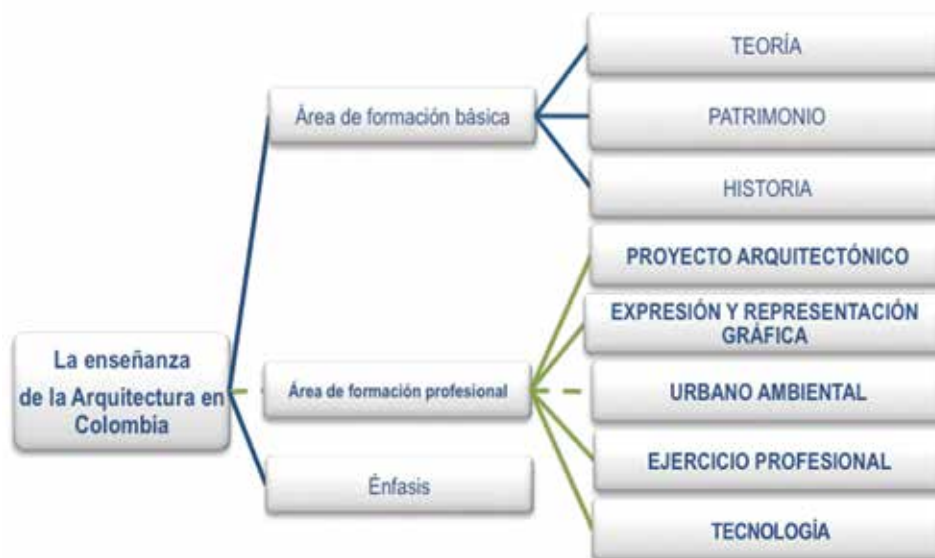 La enseñanza
de la Arquitectura en
Colombia
Área de formación básica
Área de formación profesional
Énfasis
TEORÍA
PATRIMONIO
HISTORIA
PROYECTO ARQUITECTÓNICO
EXPRESIÓN Y REPRESENTACIÓN
GRÁFICA
URBANO AMBIENTAL
EJERCICIO PROFESIONAL
TECNOLOGÍA